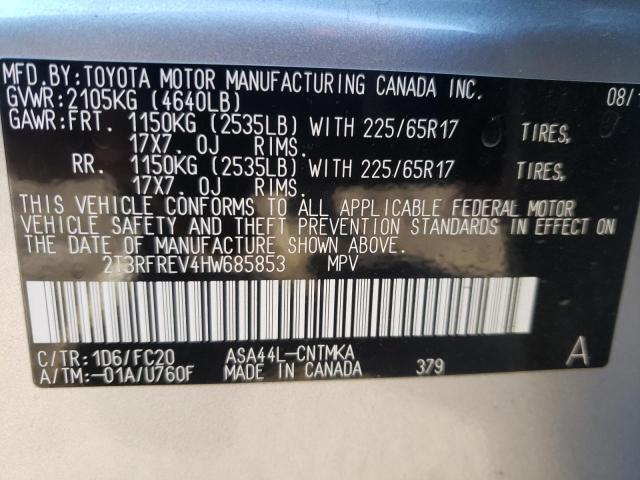 MFD.BY:TOYOTA MOTOR MANUFACTURING CANADA INC. 08/1
GVWR:2105KG (4640LB)
GAWR:FRT. 1150KG (2535LB) WITH 225/65R17 TIRES,
17X7. 0J RIMS.
RR. 1150KG (2535LB) WITH 225/65R17 TIRES,
17X7. 0J RIMS.
THIS VEHICLE CONFORMS TO ALL APPLICABLE FEDERAL MOTOR
VEHICLE SAFETY AND THEFT PREVENTION STANDARDS IN EFFECT ON
THE DATE OF MANUFACTURE SHOWN ABOVE.
2T3RFREV4HW685853 MPV
C/TR:1D6/FC20 ASA44L-CNTMKA A
A/TM:-01A/U760F MADE IN CANADA 379